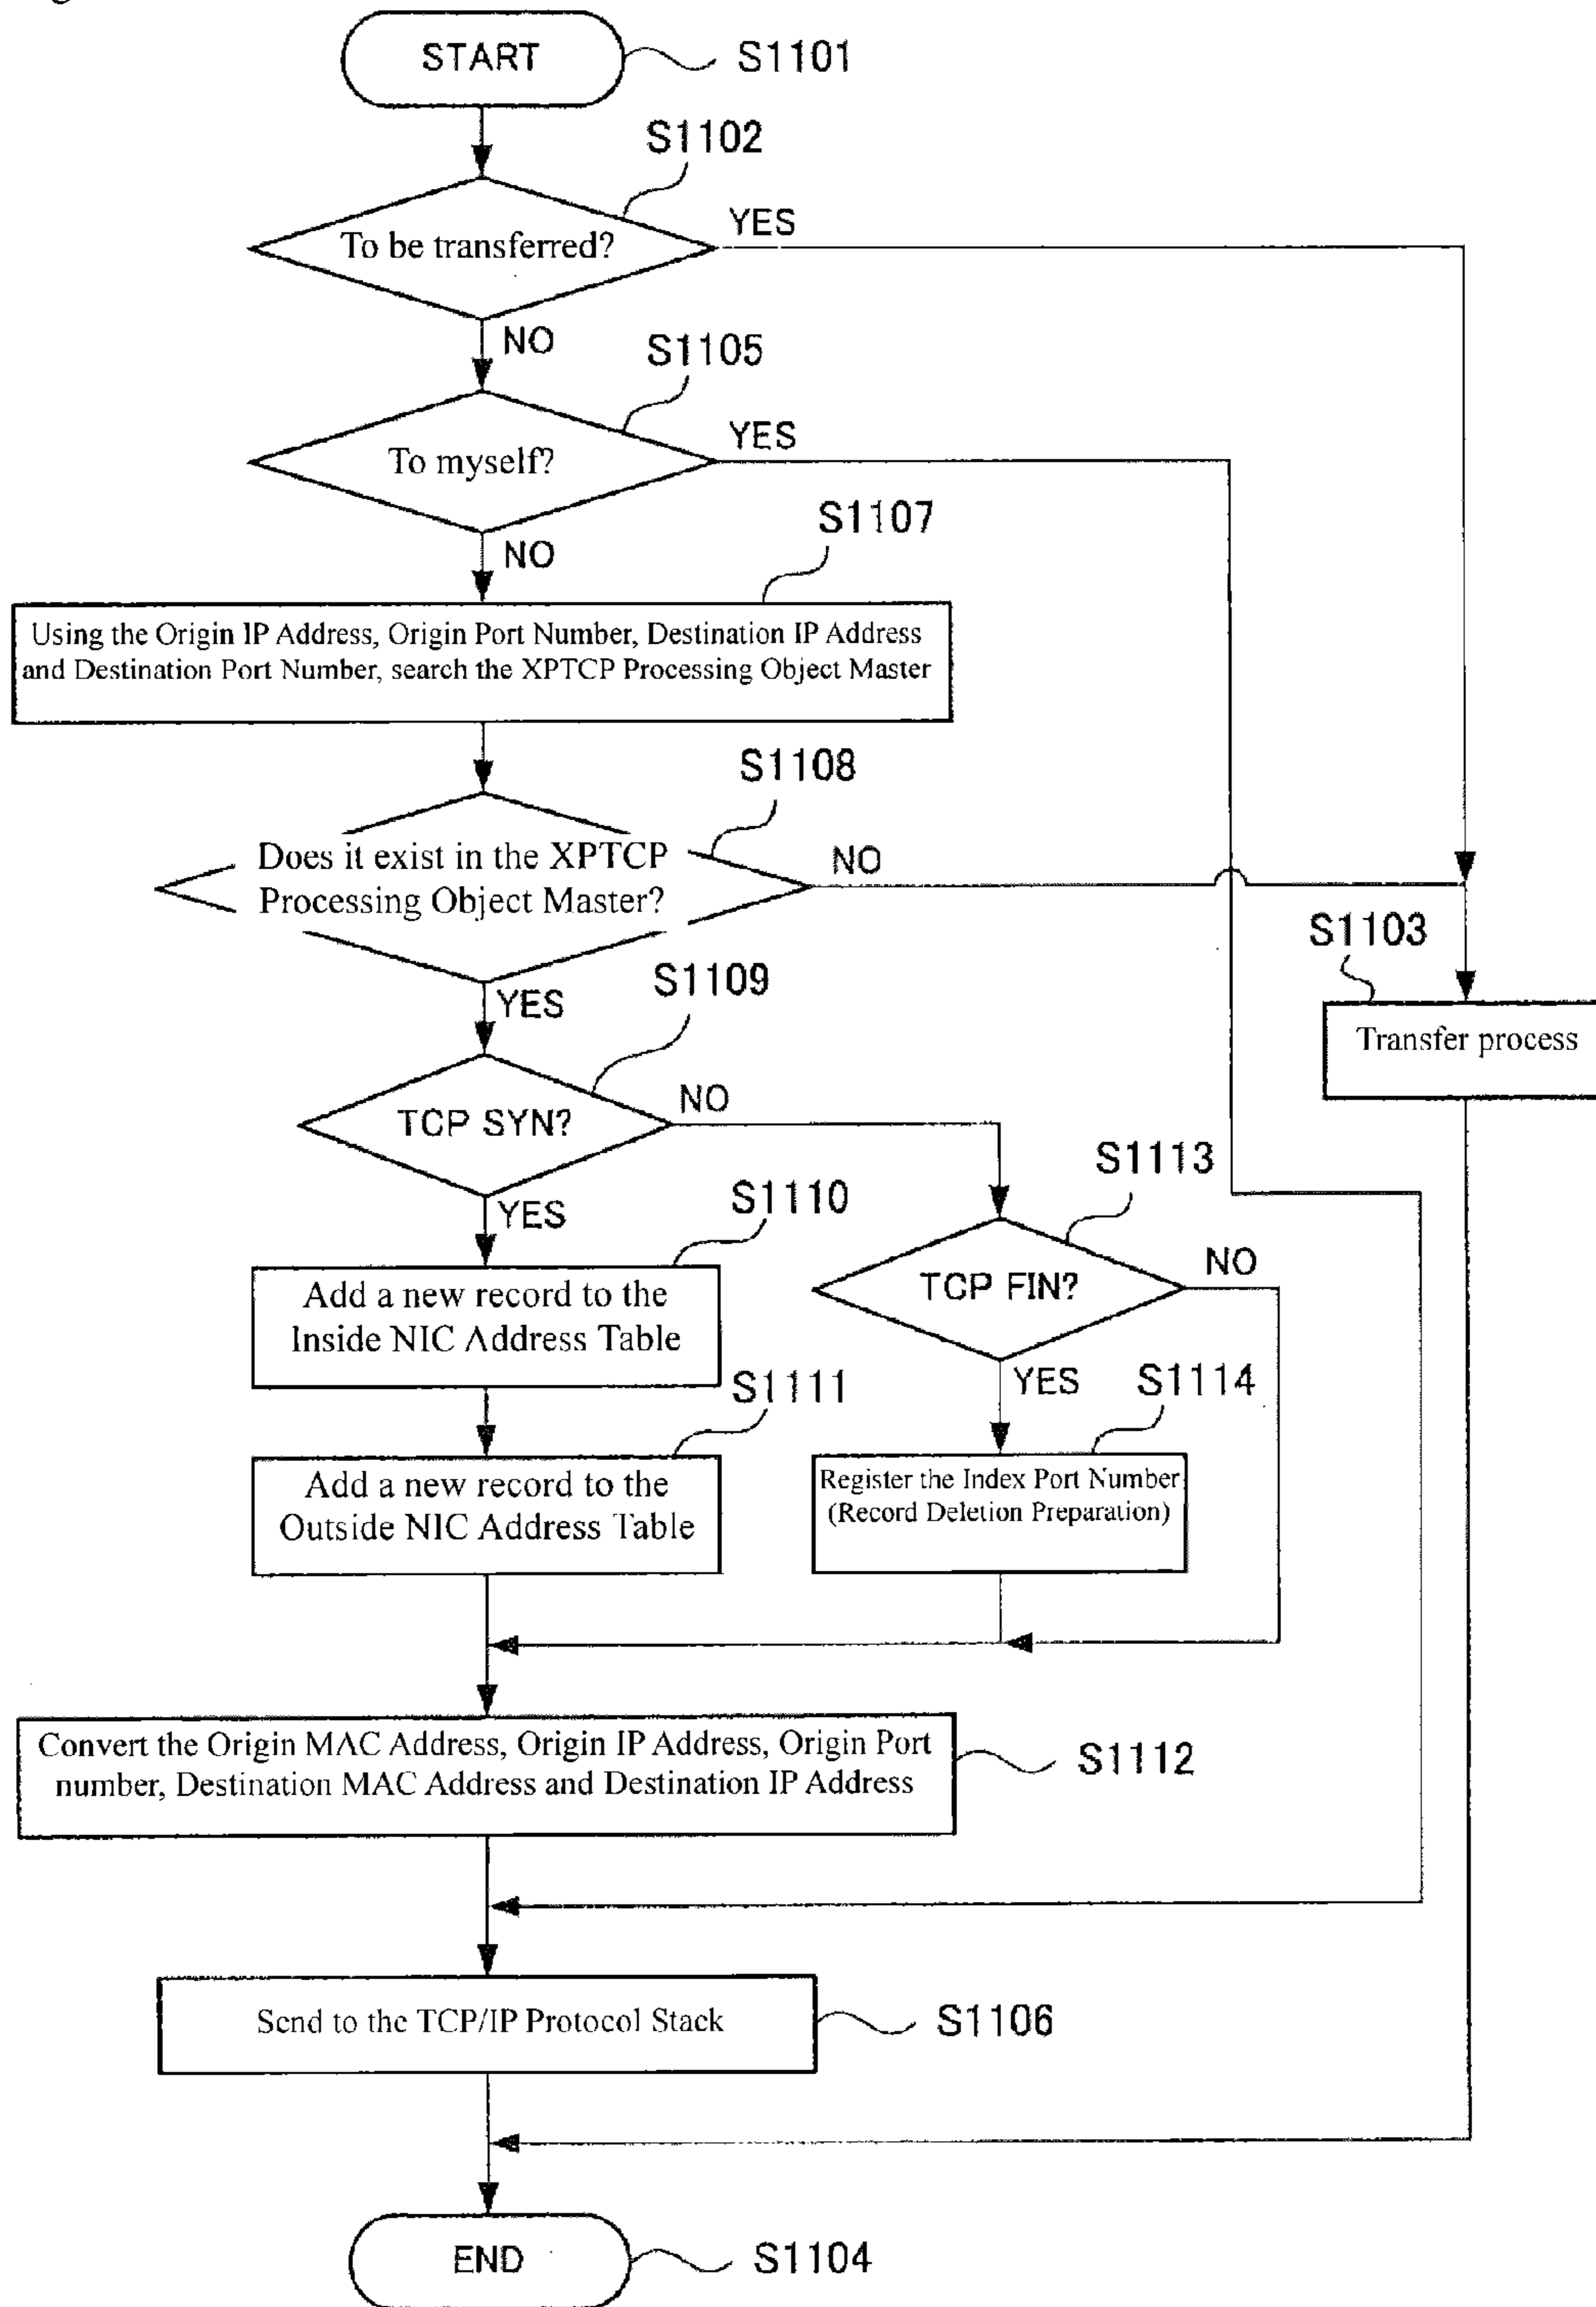 START
S1101
S1102
To be transferred?
YES
NO
S1105
To myself?
YES
NO
S1107
Using the Origin IP Address, Origin Port Number, Destination IP Address
and Destination Port Number, search the XPTCP Processing Object Master
S1108
Does it exist in the XPTCP
Processing Object Master?
NO
S1103
Transfer process
YES
S1109
TCP SYN?
NO
S1113
YES
S1110
Add a new record to the
Inside NIC Address Table
TCP FIN?
NO
YES
S1111
Add a new record to the
Outside NIC Address Table
S1114
Register the Index Port Number
(Record Deletion Preparation)
Convert the Origin MAC Address, Origin IP Address, Origin Port
number, Destination MAC Address and Destination IP Address
S1112
Send to the TCP/IP Protocol Stack
S1106
END
S1104